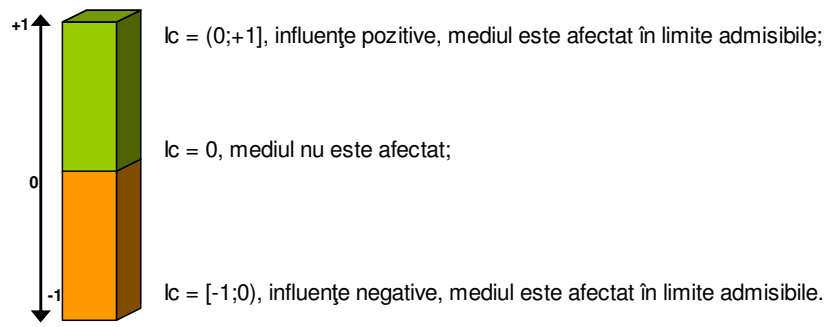 +1
Ic = (0;+1], influenţe pozitive, mediul este afectat în limite admisibile;
Ic = 0, mediul nu este afectat;
0
-1
Ic = [-1;0), influenţe negative, mediul este afectat în limite admisibile.